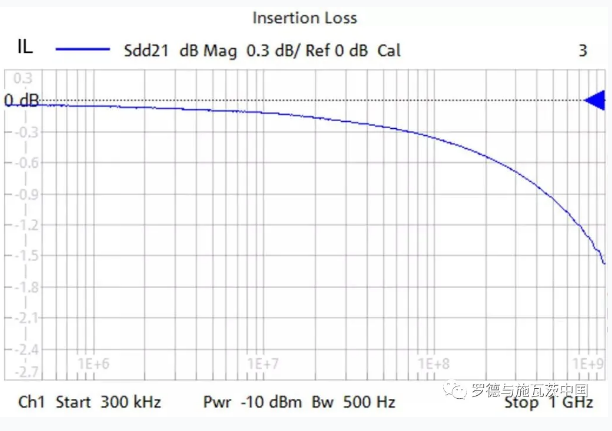 Insertion Loss
IL Sdd21 dB Mag 0.3 dB/ Ref 0 dB Cal 3
0.3
0 dB
-0.3
-0.6
-0.9
-1.2
-1.5
-1.8
-2.1
-2.4
-2.7
1E+6 1E+7 1E+8 1E+9
罗德与施瓦茨中国
Ch1 Start 300 kHz Pwr -10 dBm Bw 500 Hz Stop 1 GHz